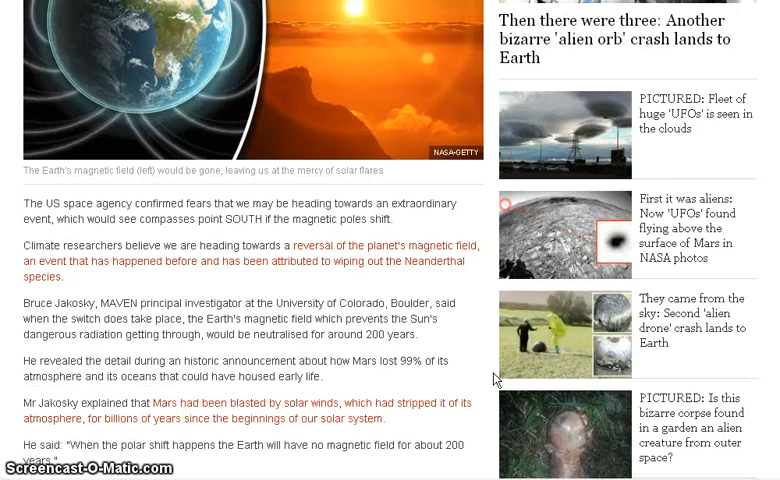 NASA•GETTY
The Earth's magnetic field (left) would be gone, leaving us at the mercy of solar flares
The US space agency confirmed fears that we may be heading towards an extraordinary
event, which would see compasses point SOUTH if the magnetic poles shift.
Climate researchers believe we are heading towards a reversal of the planet's magnetic field,
an event that has happened before and has been attributed to wiping out the Neanderthal
species.
Bruce Jakosky, MAVEN principal investigator at the University of Colorado, Boulder, said
when the switch does take place, the Earth's magnetic field which prevents the Sun's
dangerous radiation getting through, would be neutralised for around 200 years.
He revealed the detail during an historic announcement about how Mars lost 99% of its
atmosphere and its oceans that could have housed early life.
Mr Jakosky explained that Mars had been blasted by solar winds, which had stripped it of its
atmosphere, for billions of years since the beginnings of our solar system.
He said: "When the polar shift happens the Earth will have no magnetic field for about 200
years."
Screencast-O-Matic.com
Then there were three: Another
bizarre 'alien orb' crash lands to
Earth
PICTURED: Fleet of
huge 'UFOs' is seen in
the clouds
First it was aliens:
Now 'UFOs' found
flying above the
surface of Mars in
NASA photos
They came from the
sky: Second 'alien
drone' crash lands to
Earth
PICTURED: Is this
bizarre corpse found
in a garden an alien
creature from outer
space?